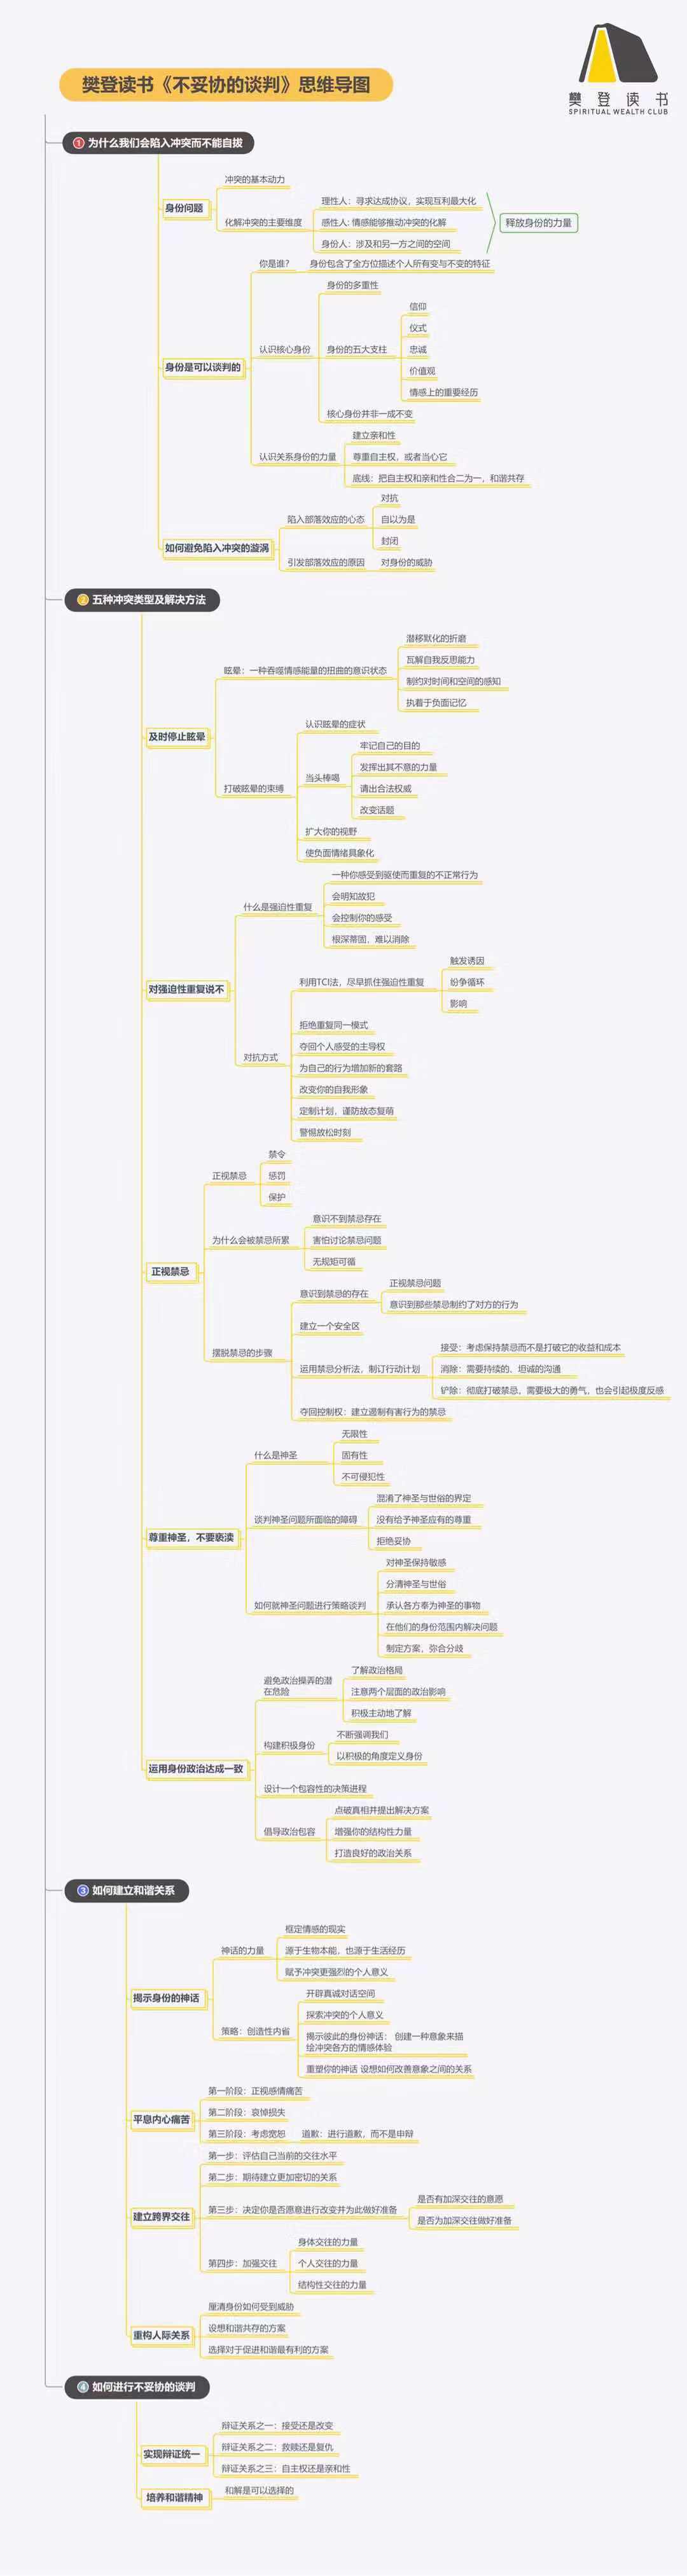 樊登读书《不妥协的谈判》思维导图
樊登读书
SPIRITUAL WEALTH CLUB
1 为什么我们会陷入冲突而不能自拔
身份问题
冲突的基本动力
化解冲突的主要维度
理性人：寻求达成协议，实现互利最大化
感性人: 情感能够推动冲突的化解
身份人：涉及和另一方之间的空间
释放身份的力量
身份是可以谈判的
你是谁？
身份包含了全方位描述个人所有变与不变的特征
认识核心身份
身份的多重性
身份的五大支柱
信仰
仪式
忠诚
价值观
情感上的重要经历
核心身份并非一成不变
认识关系身份的力量
建立亲和性
尊重自主权，或者当心它
底线：把自主权和亲和性合二为一，和谐共存
如何避免陷入冲突的漩涡
陷入部落效应的心态
对抗
自以为是
封闭
引发部落效应的原因
对身份的威胁
2 五种冲突类型及解决方法
及时停止眩晕
眩晕：一种吞噬情感能量的扭曲的意识状态
潜移默化的折磨
瓦解自我反思能力
制约对时间和空间的感知
执着于负面记忆
打破眩晕的束缚
认识眩晕的症状
当头棒喝
牢记自己的目的
发挥出其不意的力量
请出合法权威
改变话题
扩大你的视野
使负面情绪具象化
对强迫性重复说不
什么是强迫性重复
一种你感受到驱使而重复的不正常行为
会明知故犯
会控制你的感受
根深蒂固，难以消除
对抗方式
利用TCI法，尽早抓住强迫性重复
触发诱因
纷争循环
影响
拒绝重复同一模式
夺回个人感受的主导权
为自己的行为增加新的套路
改变你的自我形象
定制计划，谨防故态复萌
警惕放松时刻
正视禁忌
正视禁忌
禁令
惩罚
保护
为什么会被禁忌所累
意识不到禁忌存在
害怕讨论禁忌问题
无规矩可循
摆脱禁忌的步骤
意识到禁忌的存在
正视禁忌问题
意识到那些禁忌制约了对方的行为
建立一个安全区
运用禁忌分析法，制订行动计划
接受：考虑保持禁忌而不是打破它的收益和成本
消除：需要持续的、坦诚的沟通
铲除：彻底打破禁忌，需要极大的勇气，也会引起极度反感
夺回控制权：建立遏制有害行为的禁忌
尊重神圣，不要亵渎
什么是神圣
无限性
固有性
不可侵犯性
谈判神圣问题所面临的障碍
混淆了神圣与世俗的界定
没有给予神圣应有的尊重
拒绝妥协
如何就神圣问题进行策略谈判
对神圣保持敏感
分清神圣与世俗
承认各方奉为神圣的事物
在他们的身份范围内解决问题
制定方案，弥合分歧
运用身份政治达成一致
避免政治操弄的潜
在危险
了解政治格局
注意两个层面的政治影响
积极主动地了解
构建积极身份
不断强调我们
以积极的角度定义身份
设计一个包容性的决策进程
倡导政治包容
点破真相并提出解决方案
增强你的结构性力量
打造良好的政治关系
3 如何建立和谐关系
揭示身份的神话
神话的力量
框定情感的现实
源于生物本能，也源于生活经历
赋予冲突更强烈的个人意义
策略：创造性内省
开辟真诚对话空间
探索冲突的个人意义
揭示彼此的身份神话： 创建一种意象来描
绘冲突各方的情感体验
重塑你的神话 设想如何改善意象之间的关系
平息内心痛苦
第一阶段：正视感情痛苦
第二阶段：哀悼损失
第三阶段：考虑宽恕
道歉：进行道歉，而不是申辩
建立跨界交往
第一步：评估自己当前的交往水平
第二步：期待建立更加密切的关系
第三步：决定你是否愿意进行改变并为此做好准备
是否有加深交往的意愿
是否为加深交往做好准备
第四步：加强交往
身体交往的力量
个人交往的力量
结构性交往的力量
重构人际关系
厘清身份如何受到威胁
设想和谐共存的方案
选择对于促进和谐最有利的方案
4 如何进行不妥协的谈判
实现辩证统一
辩证关系之一：接受还是改变
辩证关系之二：救赎还是复仇
辩证关系之三：自主权还是亲和性
培养和谐精神
和解是可以选择的